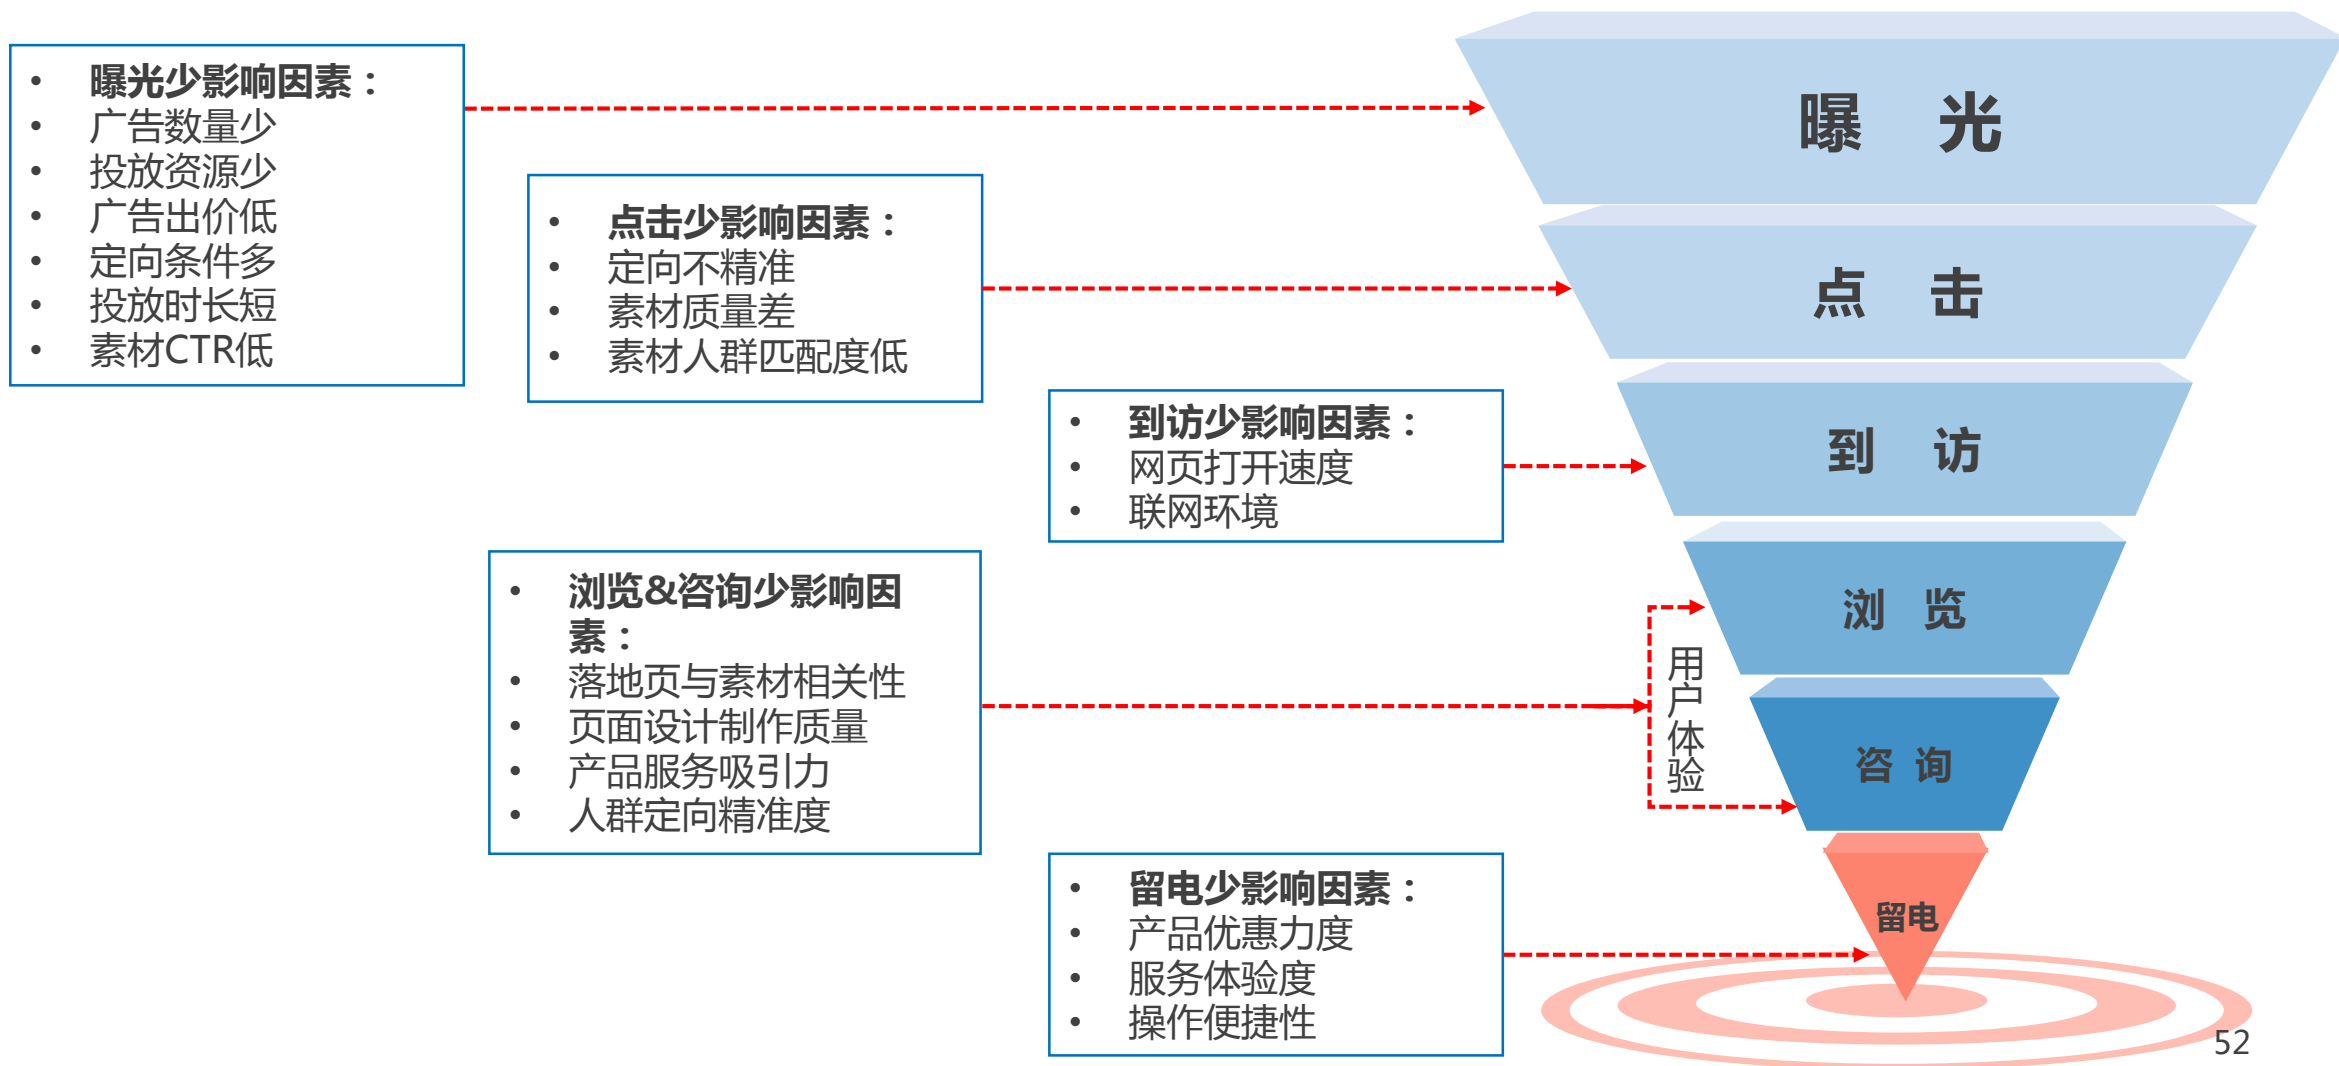 曝光少影响因素：
广告数量少
投放资源少
广告出价低
定向条件多
投放时长短
素材CTR低
点击少影响因素：
定向不精准
素材质量差
素材人群匹配度低
到访少影响因素：
网页打开速度
联网环境
浏览&咨询少影响因
素：
落地页与素材相关性
页面设计制作质量
产品服务吸引力
人群定向精准度
留电少影响因素：
产品优惠力度
服务体验度
操作便捷性
用户体验
曝 光
点 击
到 访
浏 览
咨 询
留电
52